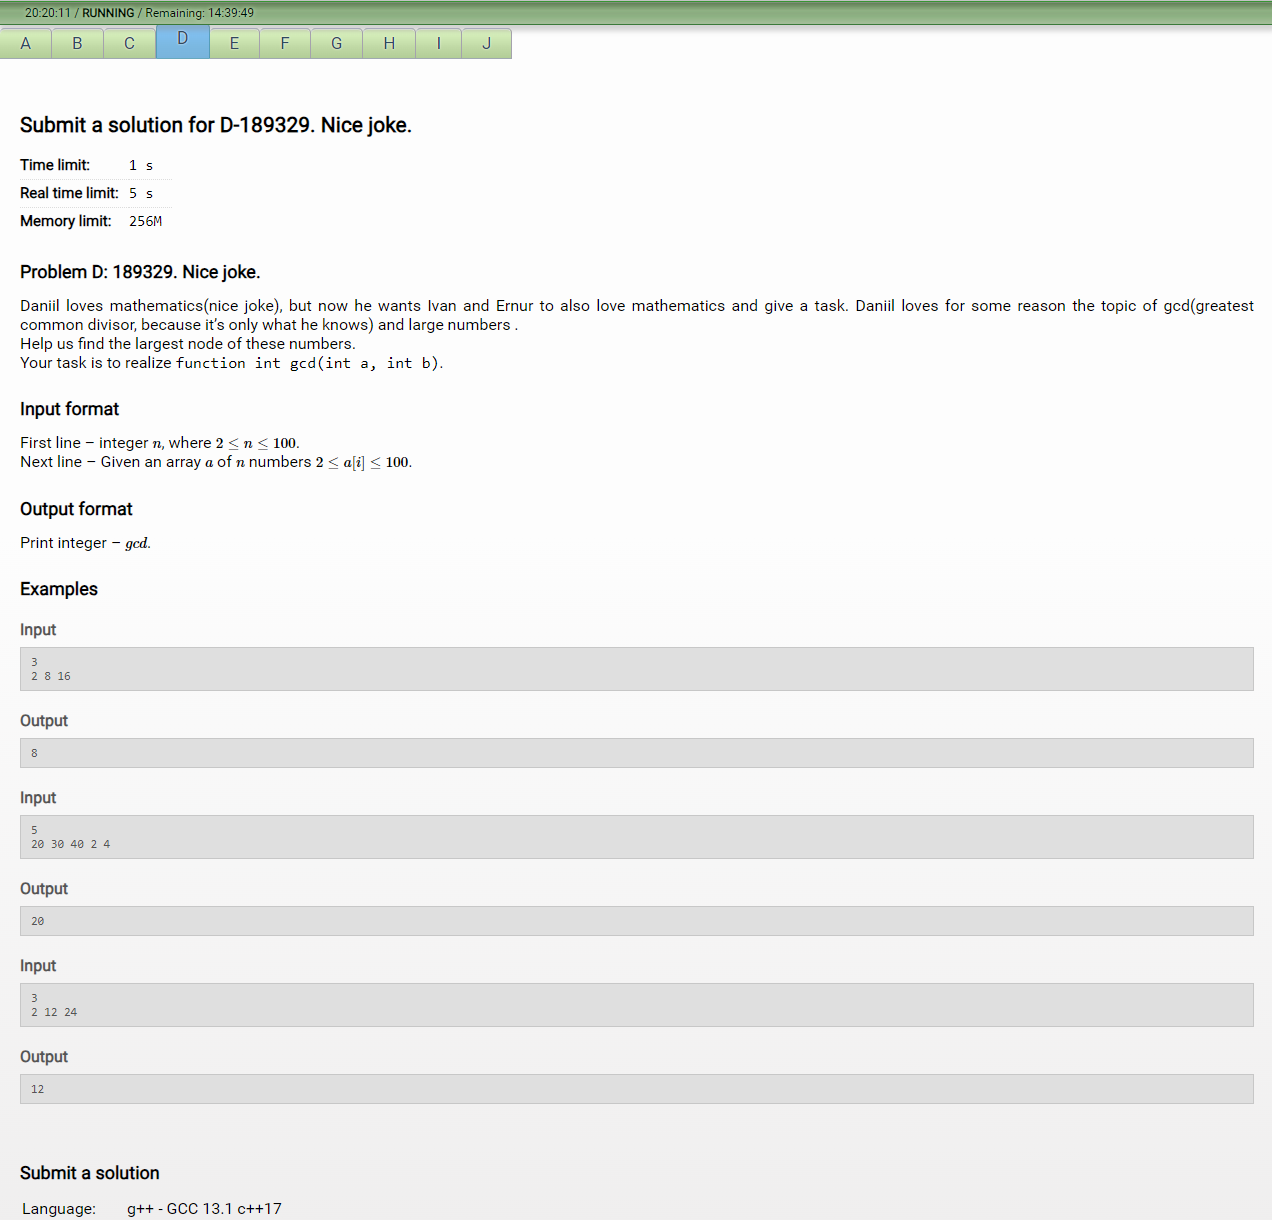 20:20:11 / RUNNING / Remaining: 14:39:49
A B C D E F G H I J
Submit a solution for D-189329. Nice joke.
Time limit: 1 s
Real time limit: 5 s
Memory limit: 256M
Problem D: 189329. Nice joke.
Daniil loves mathematics(nice joke), but now he wants Ivan and Ernur to also love mathematics and give a task. Daniil loves for some reason the topic of gcd(greatest
common divisor, because it’s only what he knows) and large numbers .
Help us find the largest node of these numbers.
Your task is to realize function int gcd(int a, int b).
Input format
First line – integer n, where 2 ≤ n ≤ 100.
Next line – Given an array a of n numbers 2 ≤ a[i] ≤ 100.
Output format
Print integer – gcd.
Examples
Input
3
2 8 16
Output
8
Input
5
20 30 40 2 4
Output
20
Input
3
2 12 24
Output
12
Submit a solution
Language: g++ - GCC 13.1 c++17